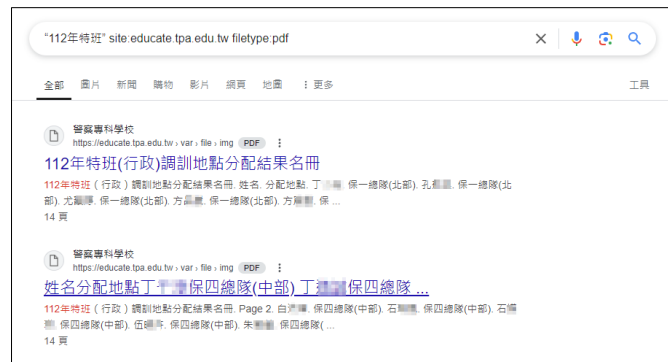 "112年特班" site:educate.tpa.edu.tw filetype:pdf
全部 圖片 新聞 購物 影片 網頁 地圖 ⋮ 更多 工具
警察專科學校
https://educate.tpa.edu.tw › var › file › img PDF
112年特班(行政)調訓地點分配結果名冊
112年特班 ( 行政 ) 調訓地點分配結果名冊. 姓名. 分配地點. 丁 保一總隊(北部). 孔 保一總隊(北
部). 尤 保一總隊(北部). 方 保一總隊(北部). 方 保 ...
14 頁
警察專科學校
https://educate.tpa.edu.tw › var › file › img PDF
姓名分配地點丁 保四總隊(中部) 丁 保四總隊 ...
112年特班 ( 行政 ) 調訓地點分配結果名冊. Page 2. 白 保四總隊(中部). 石 保四總隊(中部). 石
保四總隊(中部). 伍 保四總隊(中部). 朱 保四總隊( ...
14 頁